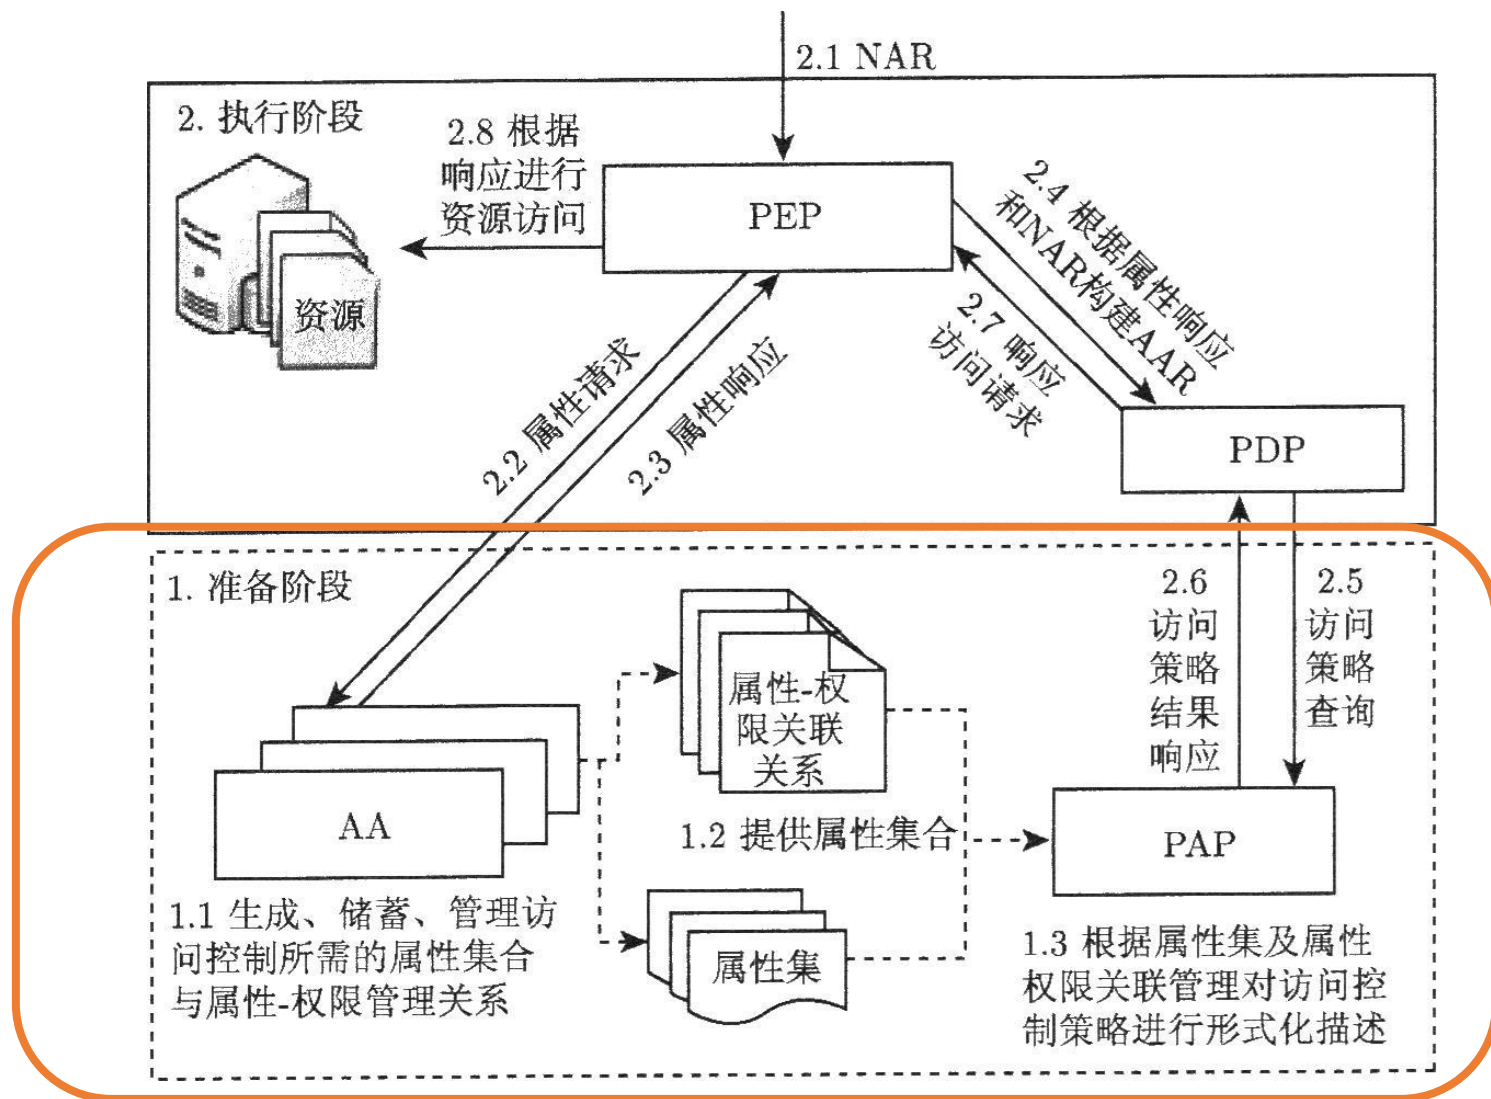 2.1 NAR
2. 执行阶段
2.8 根据
响应进行
资源访问
PEP
2.4 根据属性响应
和NAR构建AAR
资源
2.7 响应
访问请求
2.2 属性请求
2.3 属性响应
PDP
1. 准备阶段
2.6
访问
策略
结果
响应
2.5
访问
策略
查询
属性-权
限关联
关系
AA
1.2 提供属性集合
PAP
1.1 生成、储蓄、管理访
问控制所需的属性集合
与属性-权限管理关系
属性集
1.3 根据属性集及属性
权限关联管理对访问控
制策略进行形式化描述